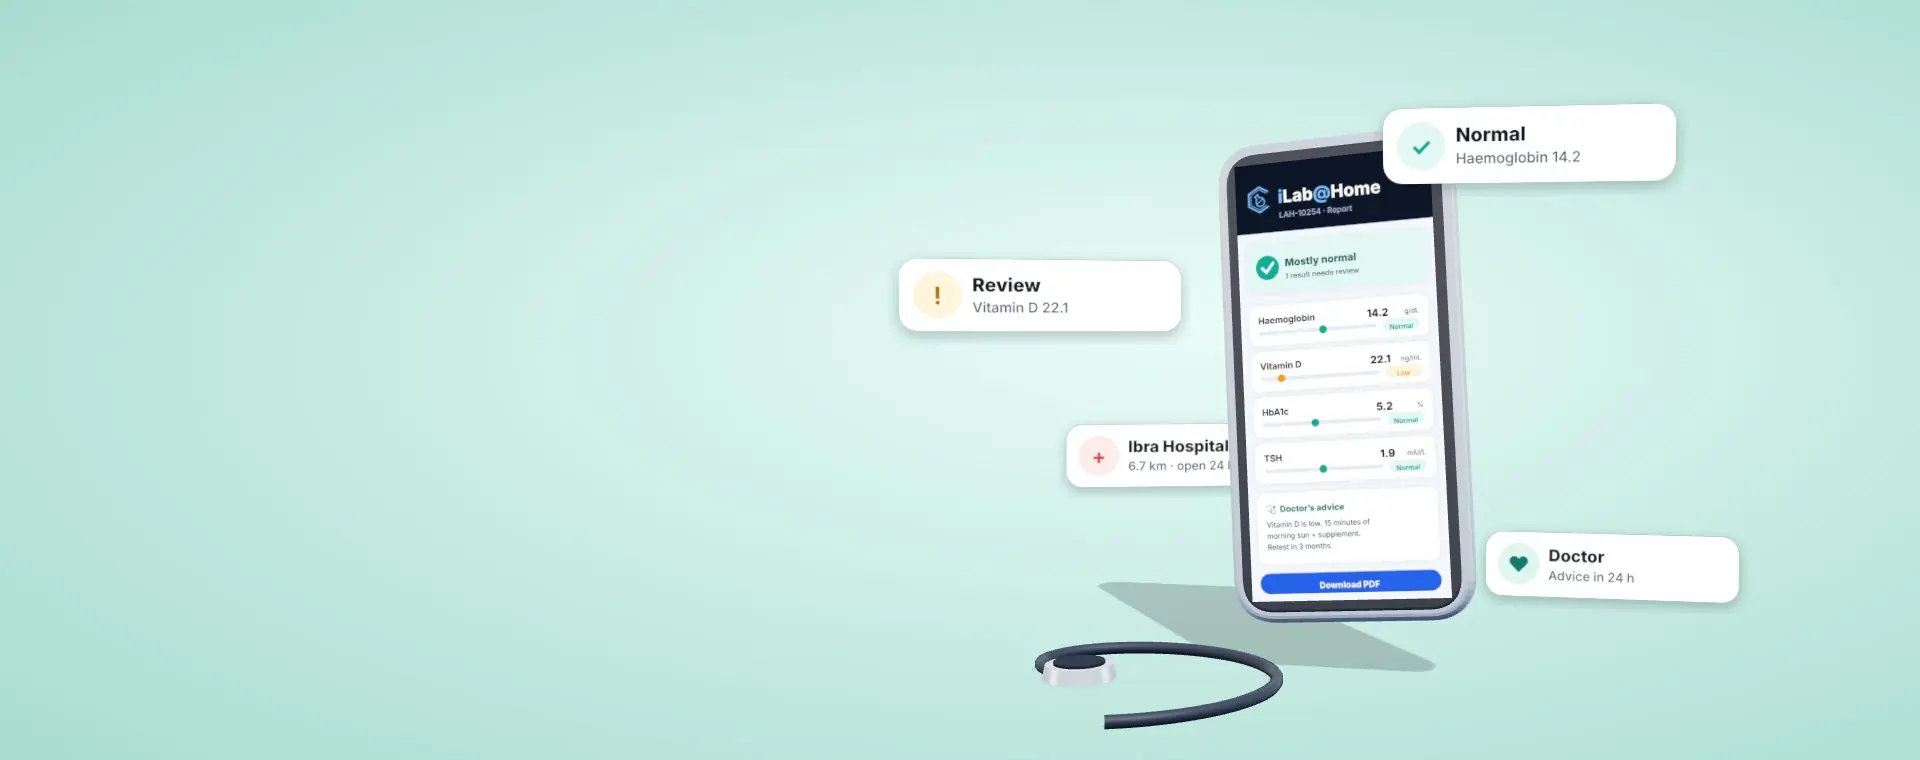 Normal
Haemoglobin 14.2
iLab@Home
LAH-10254 · Report
Review
Vitamin D 22.1
Mostly normal
1 result needs review
Haemoglobin 14.2 g/dL
Normal
Vitamin D 22.1 ng/mL
Low
HbA1c 5.2 %
Normal
Ibra Hospital
6.7 km · open 24
TSH 1.9 mIU/L
Normal
Doctor's advice
Vitamin D is low. 15 minutes of
morning sun + supplement.
Retest in 3 months.
Download PDF
Doctor
Advice in 24 h